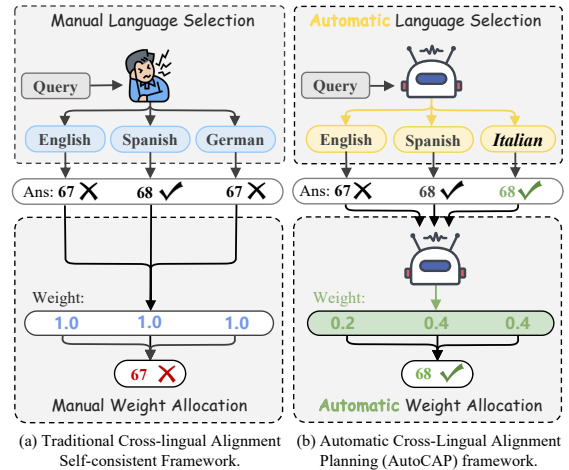 Manual Language Selection
Query
English Spanish German
Ans: 67 68 67
Weight:
1.0 1.0 1.0
67
Manual Weight Allocation
(a) Traditional Cross-lingual Alignment
Self-consistent Framework.
Automatic Language Selection
Query
English Spanish Italian
Ans: 67 68 68
Weight:
0.2 0.4 0.4
68
Automatic Weight Allocation
(b) Automatic Cross-Lingual Alignment
Planning (AutoCAP) framework.